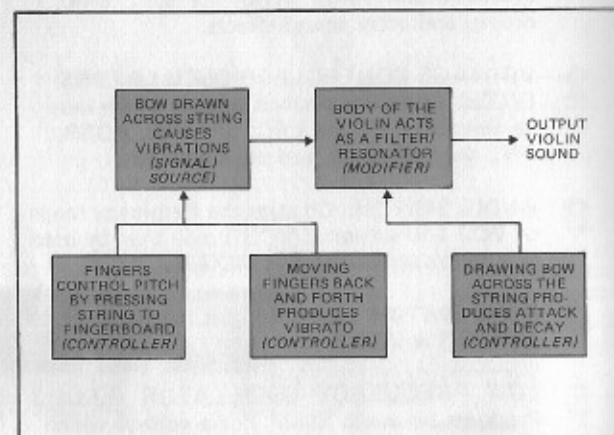 BOW DRAWN
ACROSS STRING
CAUSES
VIBRATIONS
(SIGNAL)
SOURCE)
BODY OF THE
VIOLIN ACTS
AS A FILTER/
RESONATOR
(MODIFIER)
OUTPUT
VIOLIN
SOUND
FINGERS
CONTROL PITCH
BY PRESSING
STRING TO
FINGERBOARD
(CONTROLLER)
MOVING
FINGERS BACK
AND FORTH
PRODUCES
VIBRATO
(CONTROLLER)
DRAWING BOW
ACROSS THE
STRING PRO-
DUCES ATTACK
AND DECAY
(CONTROLLER)